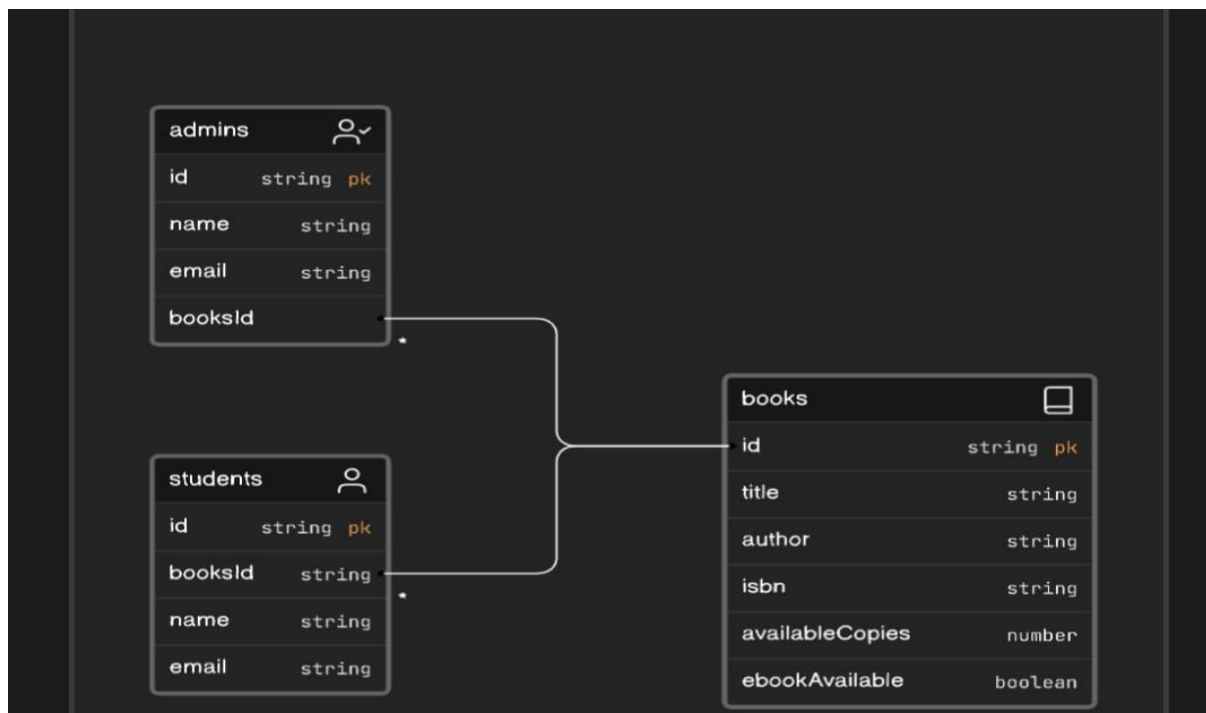 admins
id string pk
name string
email string
booksId
*
students
id string pk
booksId string
*
name string
email string
books
id string pk
title string
author string
isbn string
availableCopies number
ebookAvailable boolean